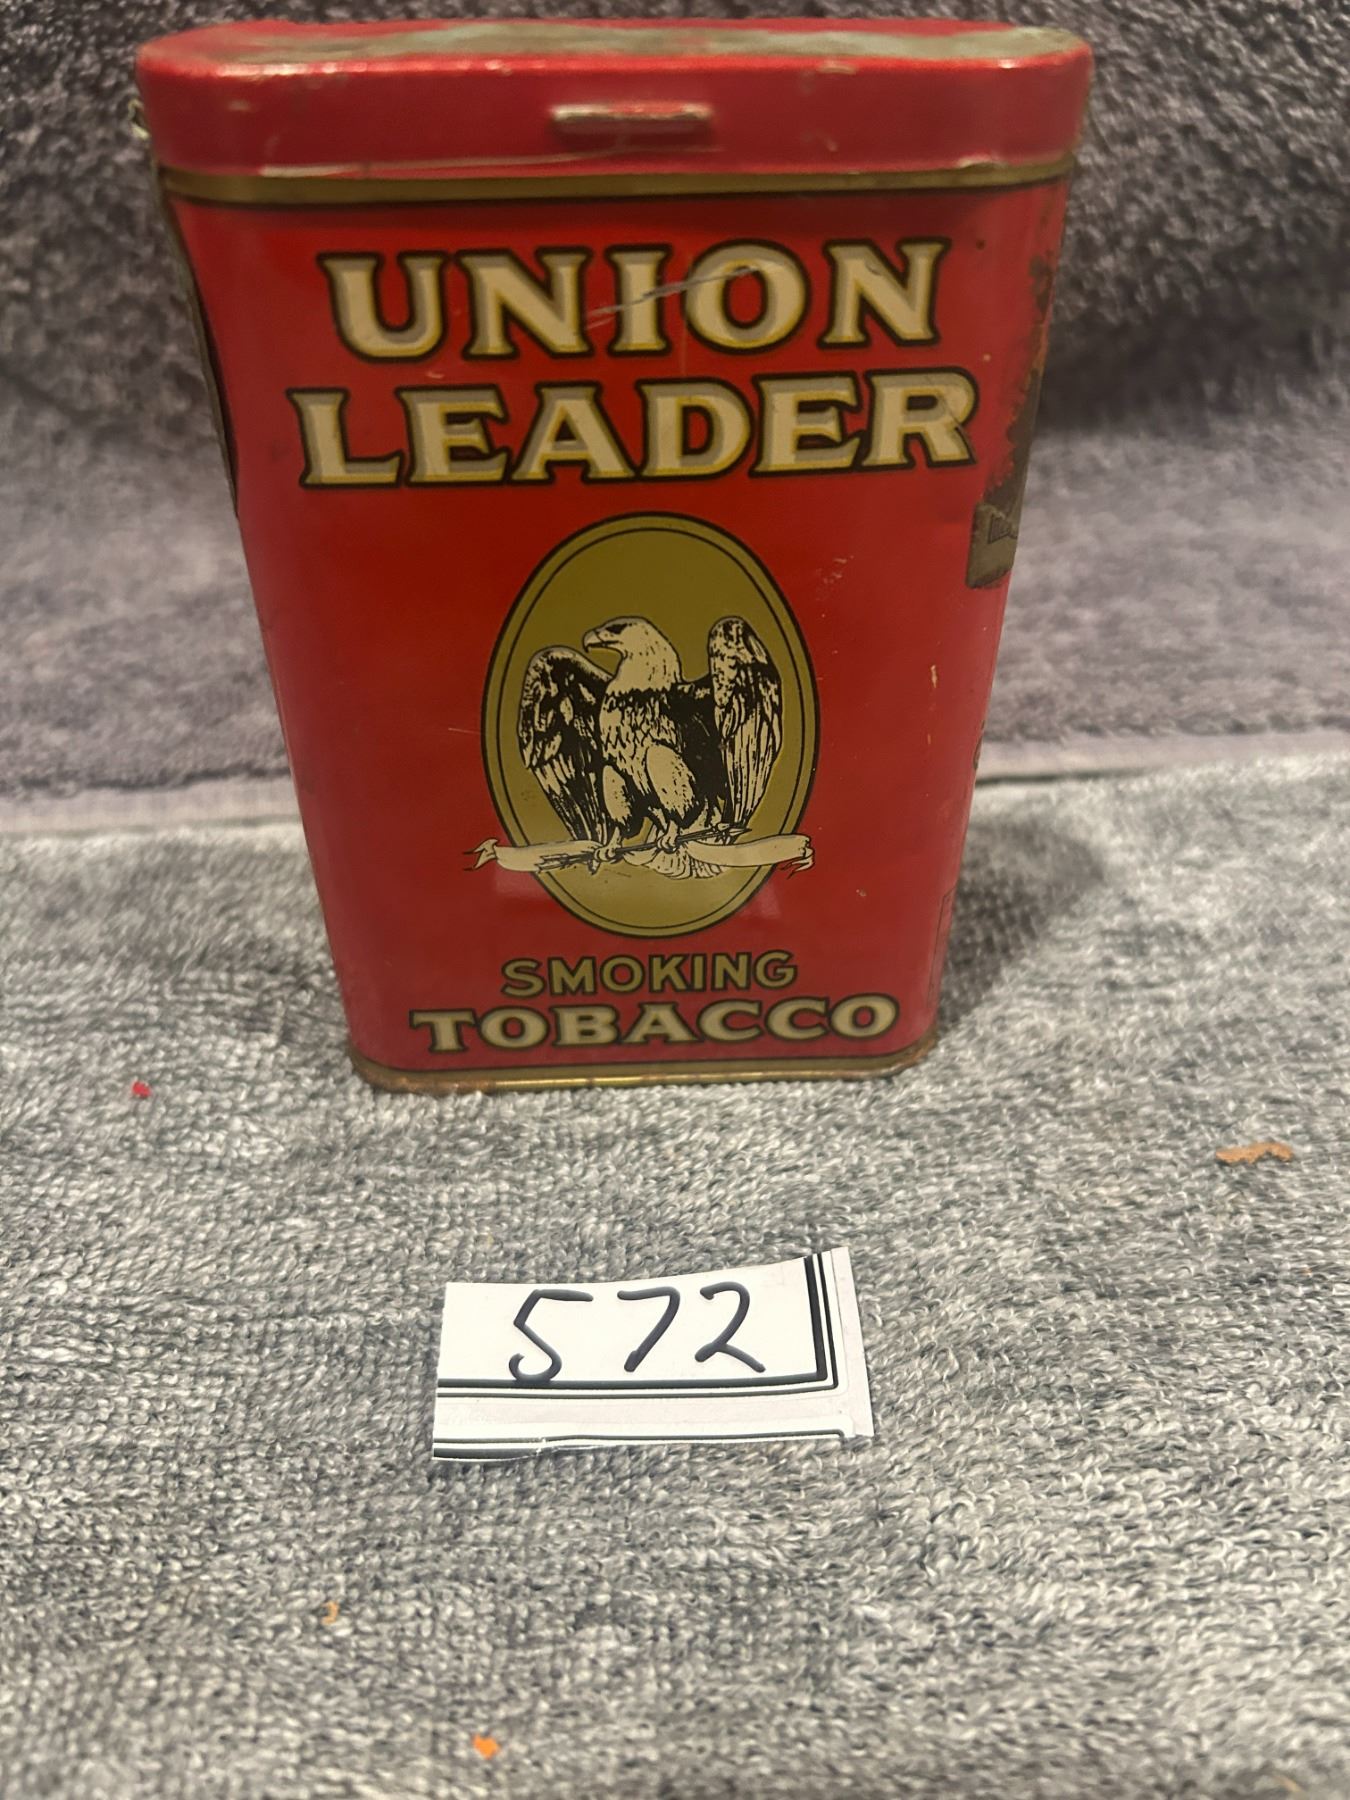 UNION
LEADER
SMOKING
TOBACCO
572